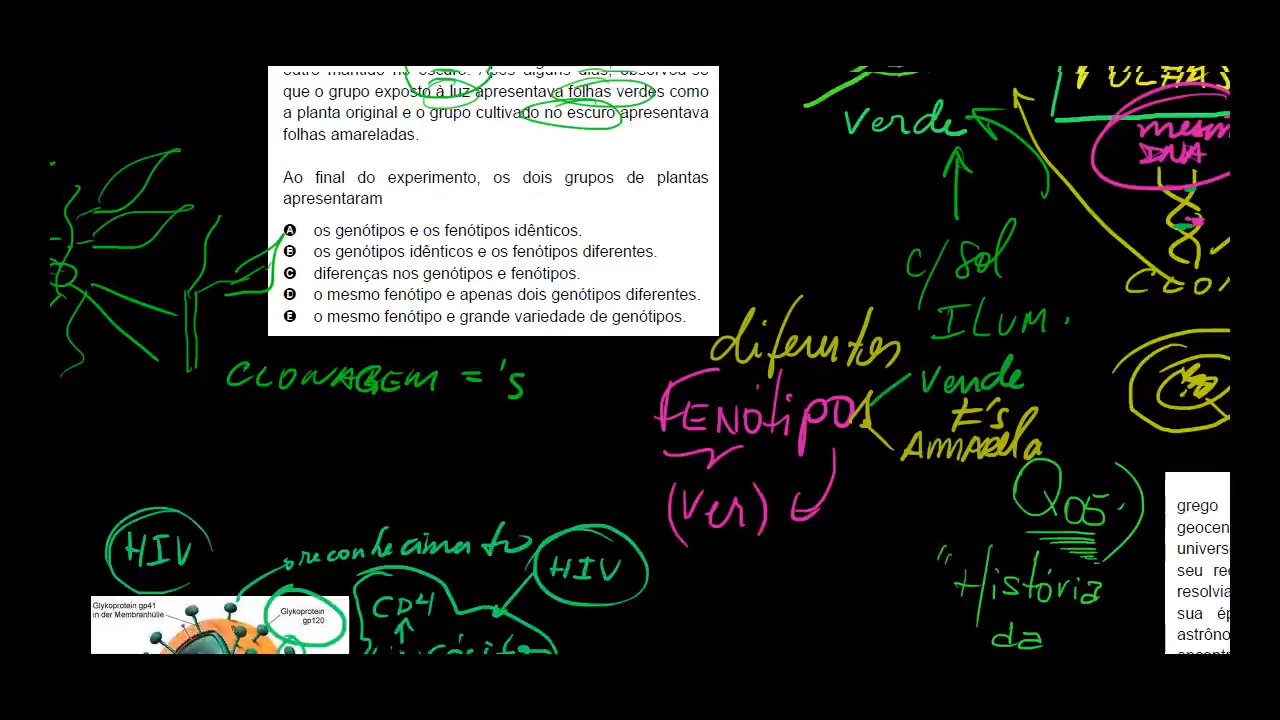 que o grupo exposto à luz apresentava folhas verdes como
a planta original e o grupo cultivado no escuro apresentava
folhas amareladas.
Ao final do experimento, os dois grupos de plantas
apresentaram
A os genótipos e os fenótipos idênticos.
B os genótipos idênticos e os fenótipos diferentes.
C diferenças nos genótipos e fenótipos.
D o mesmo fenótipo e apenas dois genótipos diferentes.
E o mesmo fenótipo e grande variedade de genótipos.
CLONAGEM = 's
Verde
DNA
c/ Sol
ILUM.
diferentes
FENÓTIPOS
Verde
≠'s
AMARELA
(Ver)
Q05
"História
da
HIV
reconhecimento
HIV
CD4
Glykoprotein gp41
in der Membranhülle
Glykoprotein
gp120
grego
geocen
univers
seu re
resolvia
sua ép
astrôno